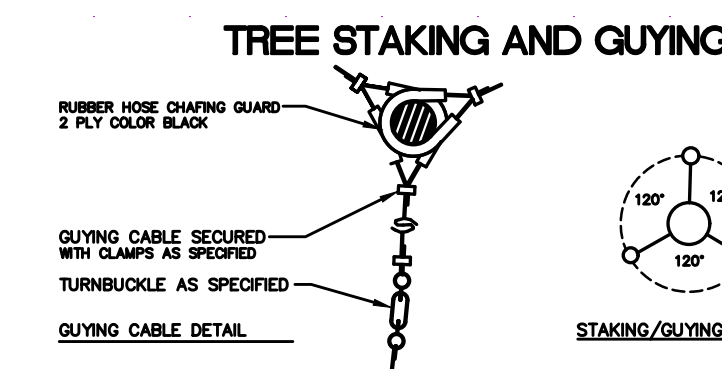 TREE STAKING AND GUYING
RUBBER HOSE CHAFING GUARD
2 PLY COLOR BLACK
GUYING CABLE SECURED
WITH CLAMPS AS SPECIFIED
TURNBUCKLE AS SPECIFIED
GUYING CABLE DETAIL
120°
120°
STAKING/GUYING